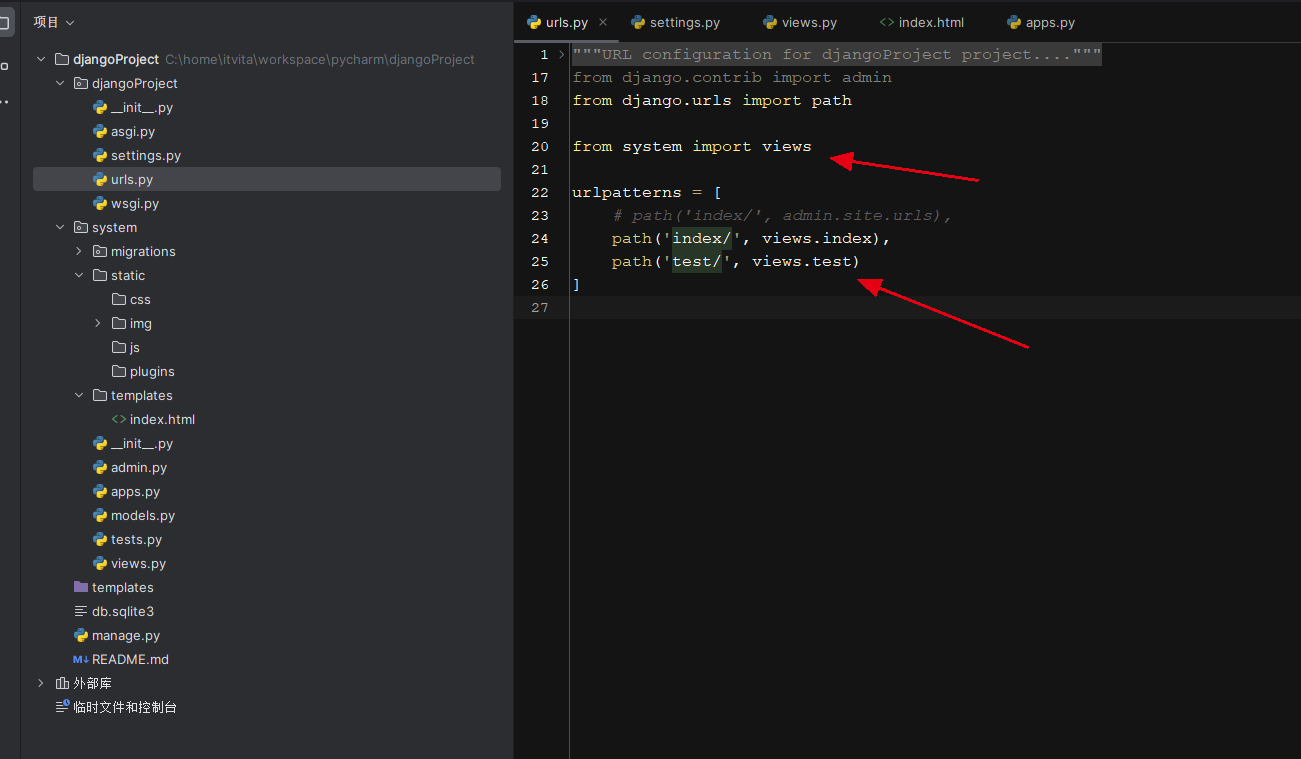 项目
djangoProject C:\home\itvita\workspace\pycharm\djangoProject
djangoProject
__init__.py
asgi.py
settings.py
urls.py
wsgi.py
system
migrations
static
css
img
js
plugins
templates
index.html
__init__.py
admin.py
apps.py
models.py
tests.py
views.py
templates
db.sqlite3
manage.py
M↓ README.md
外部库
临时文件和控制台
urls.py × settings.py views.py <> index.html apps.py
1 """URL configuration for djangoProject project...."""
17 from django.contrib import admin
18 from django.urls import path
19
20 from system import views
21
22 urlpatterns = [
23     # path('index/', admin.site.urls),
24     path('index/', views.index),
25     path('test/', views.test)
26 ]
27